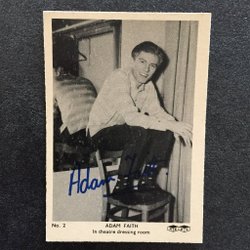 Adam Faith
No. 2
ADAM FAITH
In theatre dressing room